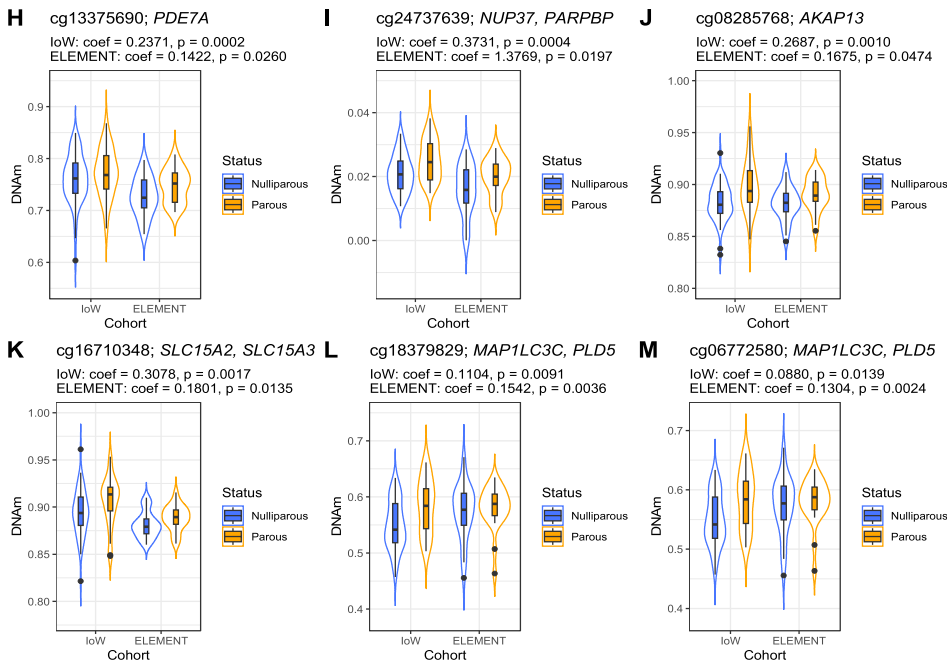 H cg13375690; PDE7A
IoW: coef = 0.2371, p = 0.0002
ELEMENT: coef = 0.1422, p = 0.0260
0.9
0.8
0.7
0.6
DNAm
IoW ELEMENT
Cohort
Status
Nulliparous
Parous
I cg24737639; NUP37, PARPBP
IoW: coef = 0.3731, p = 0.0004
ELEMENT: coef = 1.3769, p = 0.0197
0.04
0.02
0.00
DNAm
IoW ELEMENT
Cohort
Status
Nulliparous
Parous
J cg08285768; AKAP13
IoW: coef = 0.2687, p = 0.0010
ELEMENT: coef = 0.1675, p = 0.0474
1.00
0.95
0.90
0.85
0.80
DNAm
IoW ELEMENT
Cohort
Status
Nulliparous
Parous
K cg16710348; SLC15A2, SLC15A3
IoW: coef = 0.3078, p = 0.0017
ELEMENT: coef = 0.1801, p = 0.0135
1.00
0.95
0.90
0.85
0.80
DNAm
IoW ELEMENT
Cohort
Status
Nulliparous
Parous
L cg18379829; MAP1LC3C, PLD5
IoW: coef = 0.1104, p = 0.0091
ELEMENT: coef = 0.1542, p = 0.0036
0.7
0.6
0.5
0.4
DNAm
IoW ELEMENT
Cohort
Status
Nulliparous
Parous
M cg06772580; MAP1LC3C, PLD5
IoW: coef = 0.0880, p = 0.0139
ELEMENT: coef = 0.1304, p = 0.0024
0.7
0.6
0.5
0.4
DNAm
IoW ELEMENT
Cohort
Status
Nulliparous
Parous